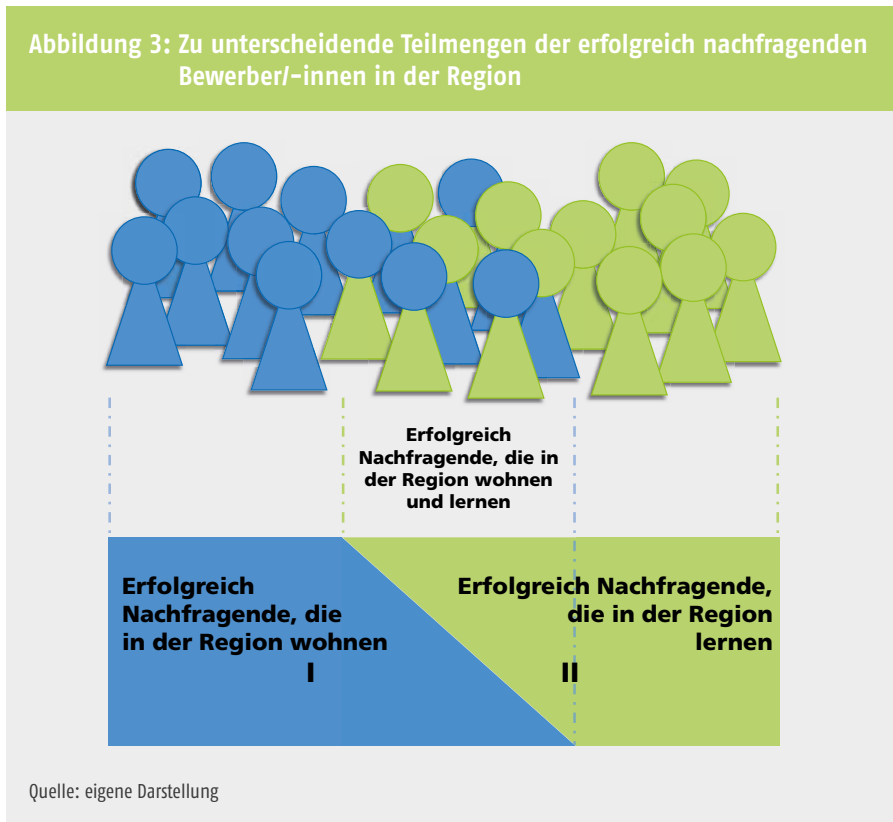 Abbildung 3: Zu unterscheidende Teilmengen der erfolgreich nachfragenden
Bewerber/-innen in der Region
Erfolgreich
Nachfragende, die in
der Region wohnen
und lernen
Erfolgreich
Nachfragende, die
in der Region wohnen
I
Erfolgreich Nachfragende,
die in der Region
lernen
II
Quelle: eigene Darstellung